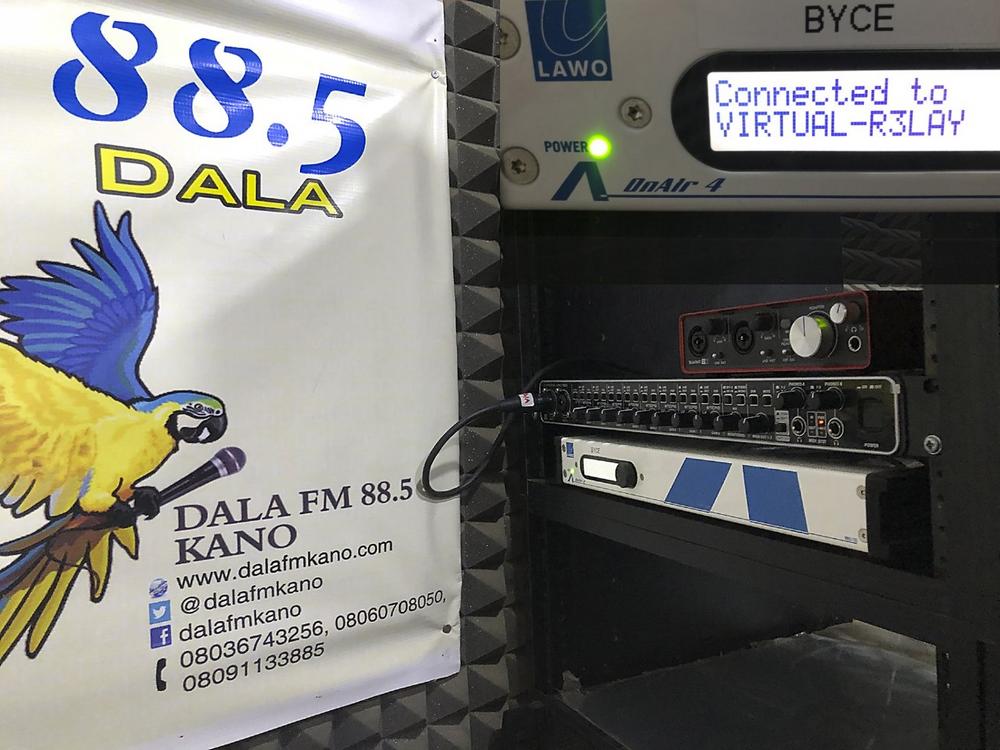 88.5
DALA
DALA FM 88.5
KANO
www.dalafmkano.com
@dalafmkano
dalafmkano
08036743256, 08060708050,
08091133885
LAWO
BYCE
Connected to
VIRTUAL-R3LAY
POWER
OnAir 4
BYCE
POWER